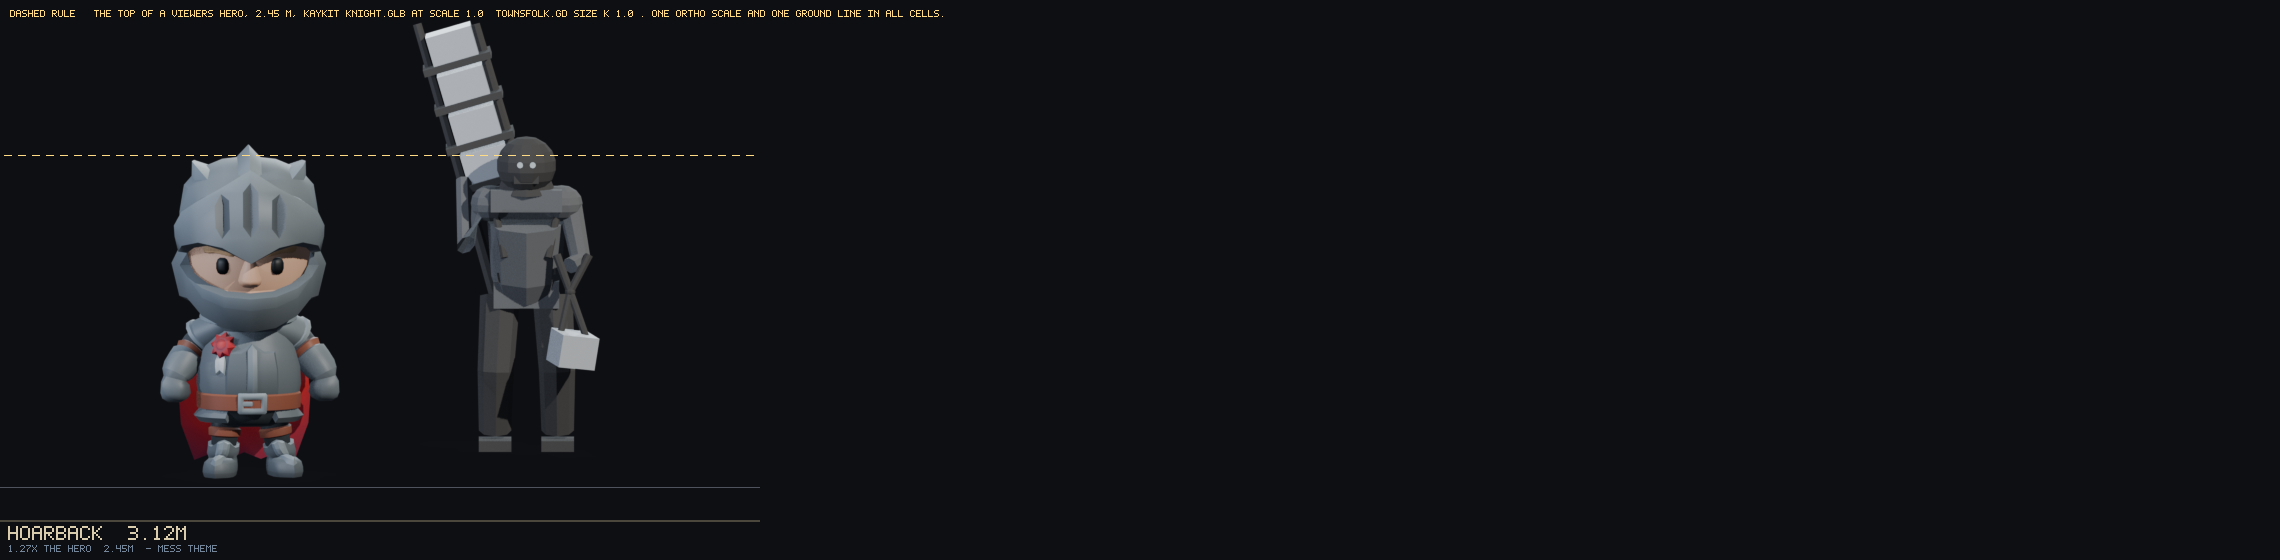 DASHED RULE   THE TOP OF A VIEWERS HERO, 2.45 M, KAYKIT KNIGHT.GLB AT SCALE 1.0  TOWNSFOLK.GD SIZE K 1.0 . ONE ORTHO SCALE AND ONE GROUND LINE IN ALL CELLS.
HOARBACK  3.12M
1.27X THE HERO  2.45M  - MESS THEME